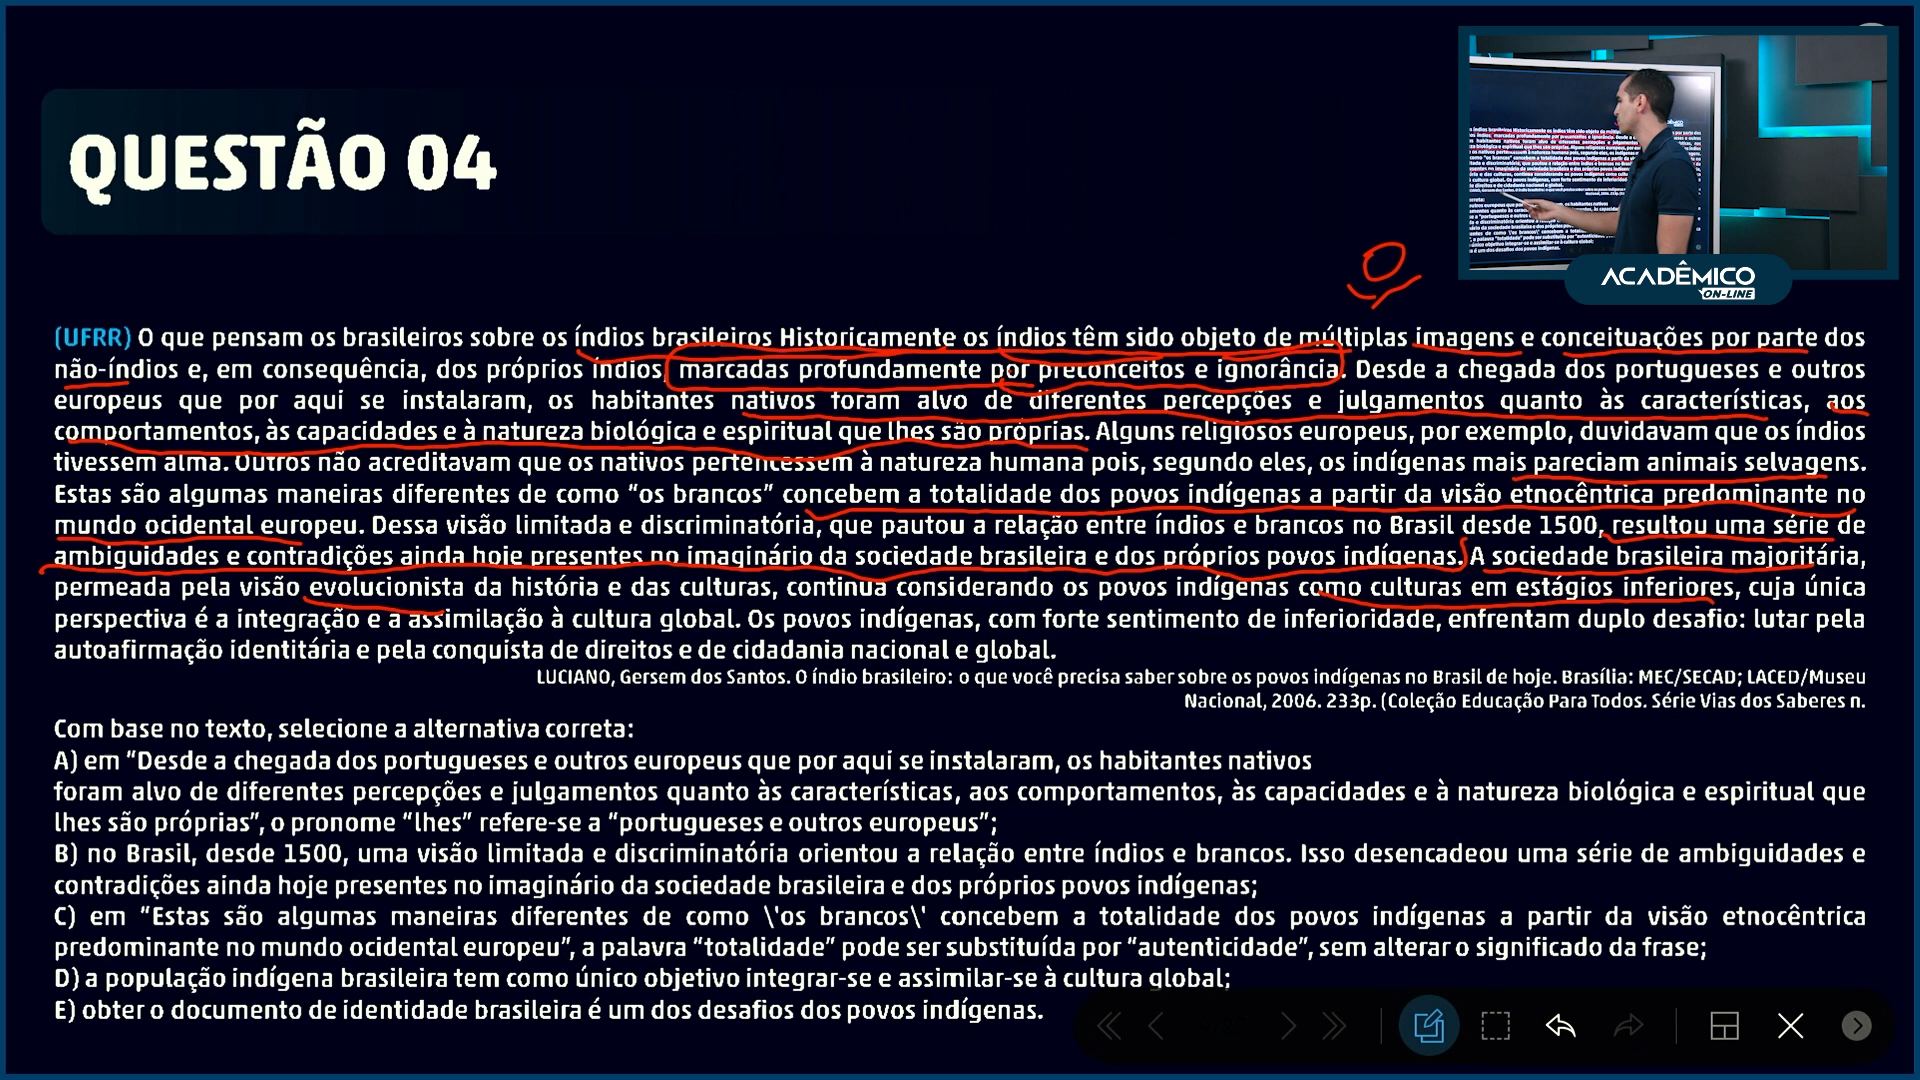 QUESTÃO 04
ACADÊMICO
ON-LINE
(UFRR) O que pensam os brasileiros sobre os índios brasileiros Historicamente os índios têm sido objeto de múltiplas imagens e conceituações por parte dos
não-índios e, em consequência, dos próprios índios, marcadas profundamente por preconceitos e ignorância. Desde a chegada dos portugueses e outros
europeus que por aqui se instalaram, os habitantes nativos foram alvo de diferentes percepções e julgamentos quanto às características, aos
comportamentos, às capacidades e à natureza biológica e espiritual que lhes são próprias. Alguns religiosos europeus, por exemplo, duvidavam que os índios
tivessem alma. Outros não acreditavam que os nativos pertencessem à natureza humana pois, segundo eles, os indígenas mais pareciam animais selvagens.
Estas são algumas maneiras diferentes de como “os brancos” concebem a totalidade dos povos indígenas a partir da visão etnocêntrica predominante no
mundo ocidental europeu. Dessa visão limitada e discriminatória, que pautou a relação entre índios e brancos no Brasil desde 1500, resultou uma série de
ambiguidades e contradições ainda hoje presentes no imaginário da sociedade brasileira e dos próprios povos indígenas. A sociedade brasileira majoritária,
permeada pela visão evolucionista da história e das culturas, continua considerando os povos indígenas como culturas em estágios inferiores, cuja única
perspectiva é a integração e a assimilação à cultura global. Os povos indígenas, com forte sentimento de inferioridade, enfrentam duplo desafio: lutar pela
autoafirmação identitária e pela conquista de direitos e de cidadania nacional e global.
LUCIANO, Gersem dos Santos. O índio brasileiro: o que você precisa saber sobre os povos indígenas no Brasil de hoje. Brasília: MEC/SECAD; LACED/Museu
Nacional, 2006. 233p. (Coleção Educação Para Todos. Série Vias dos Saberes n.
Com base no texto, selecione a alternativa correta:
A) em “Desde a chegada dos portugueses e outros europeus que por aqui se instalaram, os habitantes nativos
foram alvo de diferentes percepções e julgamentos quanto às características, aos comportamentos, às capacidades e à natureza biológica e espiritual que
lhes são próprias”, o pronome “lhes” refere-se a “portugueses e outros europeus”;
B) no Brasil, desde 1500, uma visão limitada e discriminatória orientou a relação entre índios e brancos. Isso desencadeou uma série de ambiguidades e
contradições ainda hoje presentes no imaginário da sociedade brasileira e dos próprios povos indígenas;
C) em “Estas são algumas maneiras diferentes de como \'os brancos\' concebem a totalidade dos povos indígenas a partir da visão etnocêntrica
predominante no mundo ocidental europeu”, a palavra “totalidade” pode ser substituída por “autenticidade”, sem alterar o significado da frase;
D) a população indígena brasileira tem como único objetivo integrar-se e assimilar-se à cultura global;
E) obter o documento de identidade brasileira é um dos desafios dos povos indígenas.